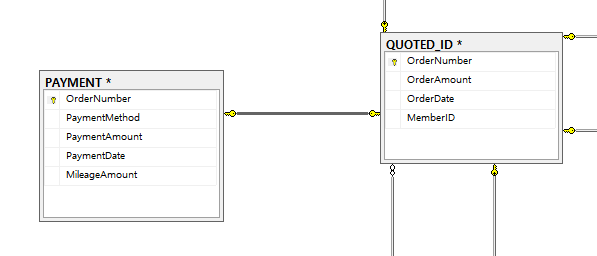 PAYMENT *
OrderNumber
PaymentMethod
PaymentAmount
PaymentDate
MileageAmount
QUOTED_ID *
OrderNumber
OrderAmount
OrderDate
MemberID